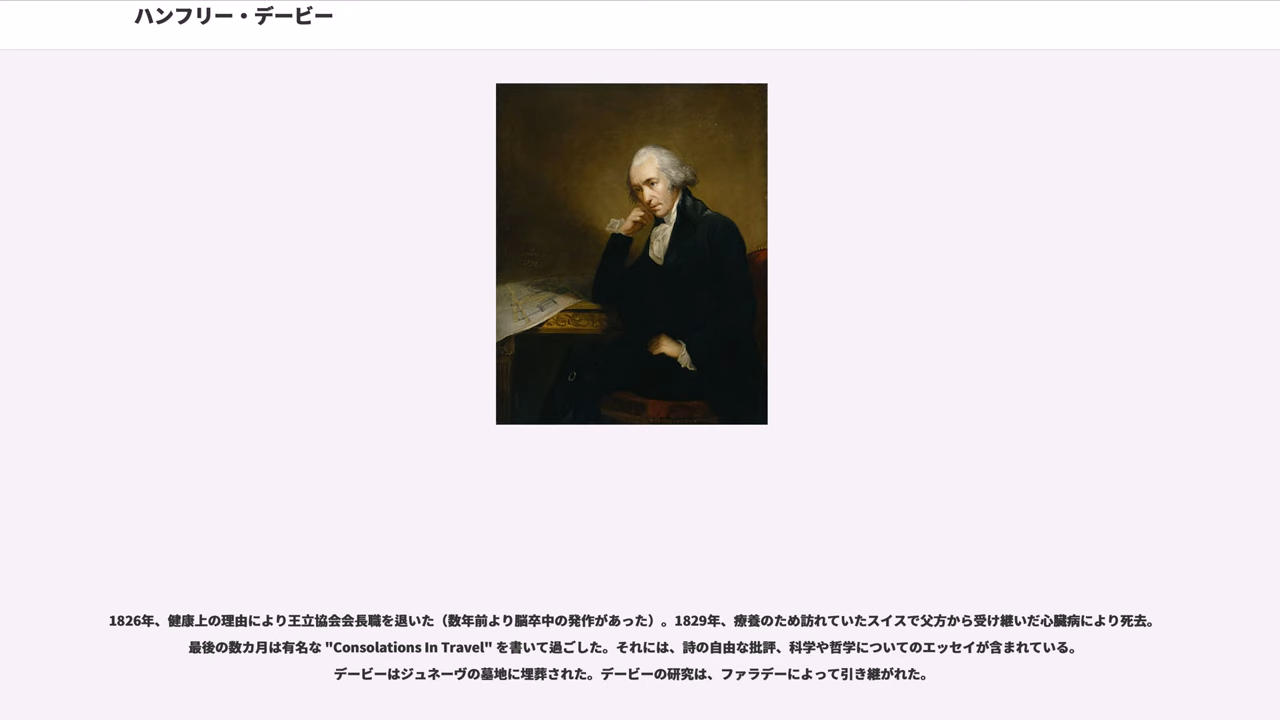 ハンフリー・デービー
1826年、健康上の理由により王立協会会長職を退いた（数年前より脳卒中の発作があった）。1829年、療養のため訪れていたスイスで父方から受け継いだ心臓病により死去。
最後の数カ月は有名な "Consolations In Travel" を書いて過ごした。それには、詩の自由な批評、科学や哲学についてのエッセイが含まれている。
デービーはジュネーヴの墓地に埋葬された。デービーの研究は、ファラデーによって引き継がれた。